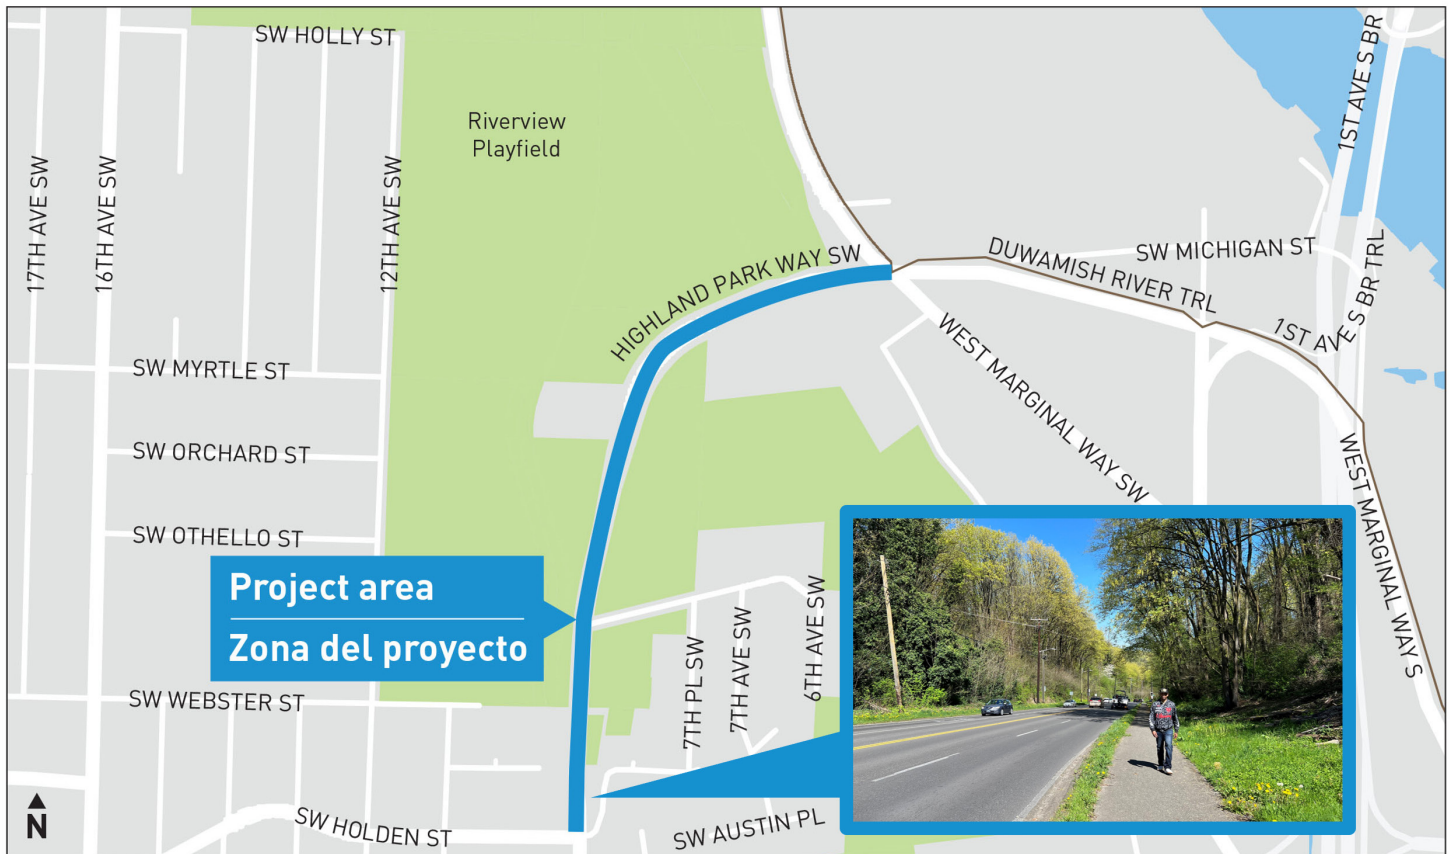 SW HOLLY ST
1ST AVE S BR
Riverview
Playfield
17TH AVE SW
16TH AVE SW
12TH AVE SW
HIGHLAND PARK WAY SW
DUWAMISH RIVER TRL
SW MICHIGAN ST
1ST AVE S BR TRL
SW MYRTLE ST
WEST MARGINAL WAY SW
SW ORCHARD ST
WEST MARGINAL WAY S
SW OTHELLO ST
Project area
Zona del proyecto
7TH PL SW
7TH AVE SW
6TH AVE SW
SW WEBSTER ST
N
SW HOLDEN ST
SW AUSTIN PL